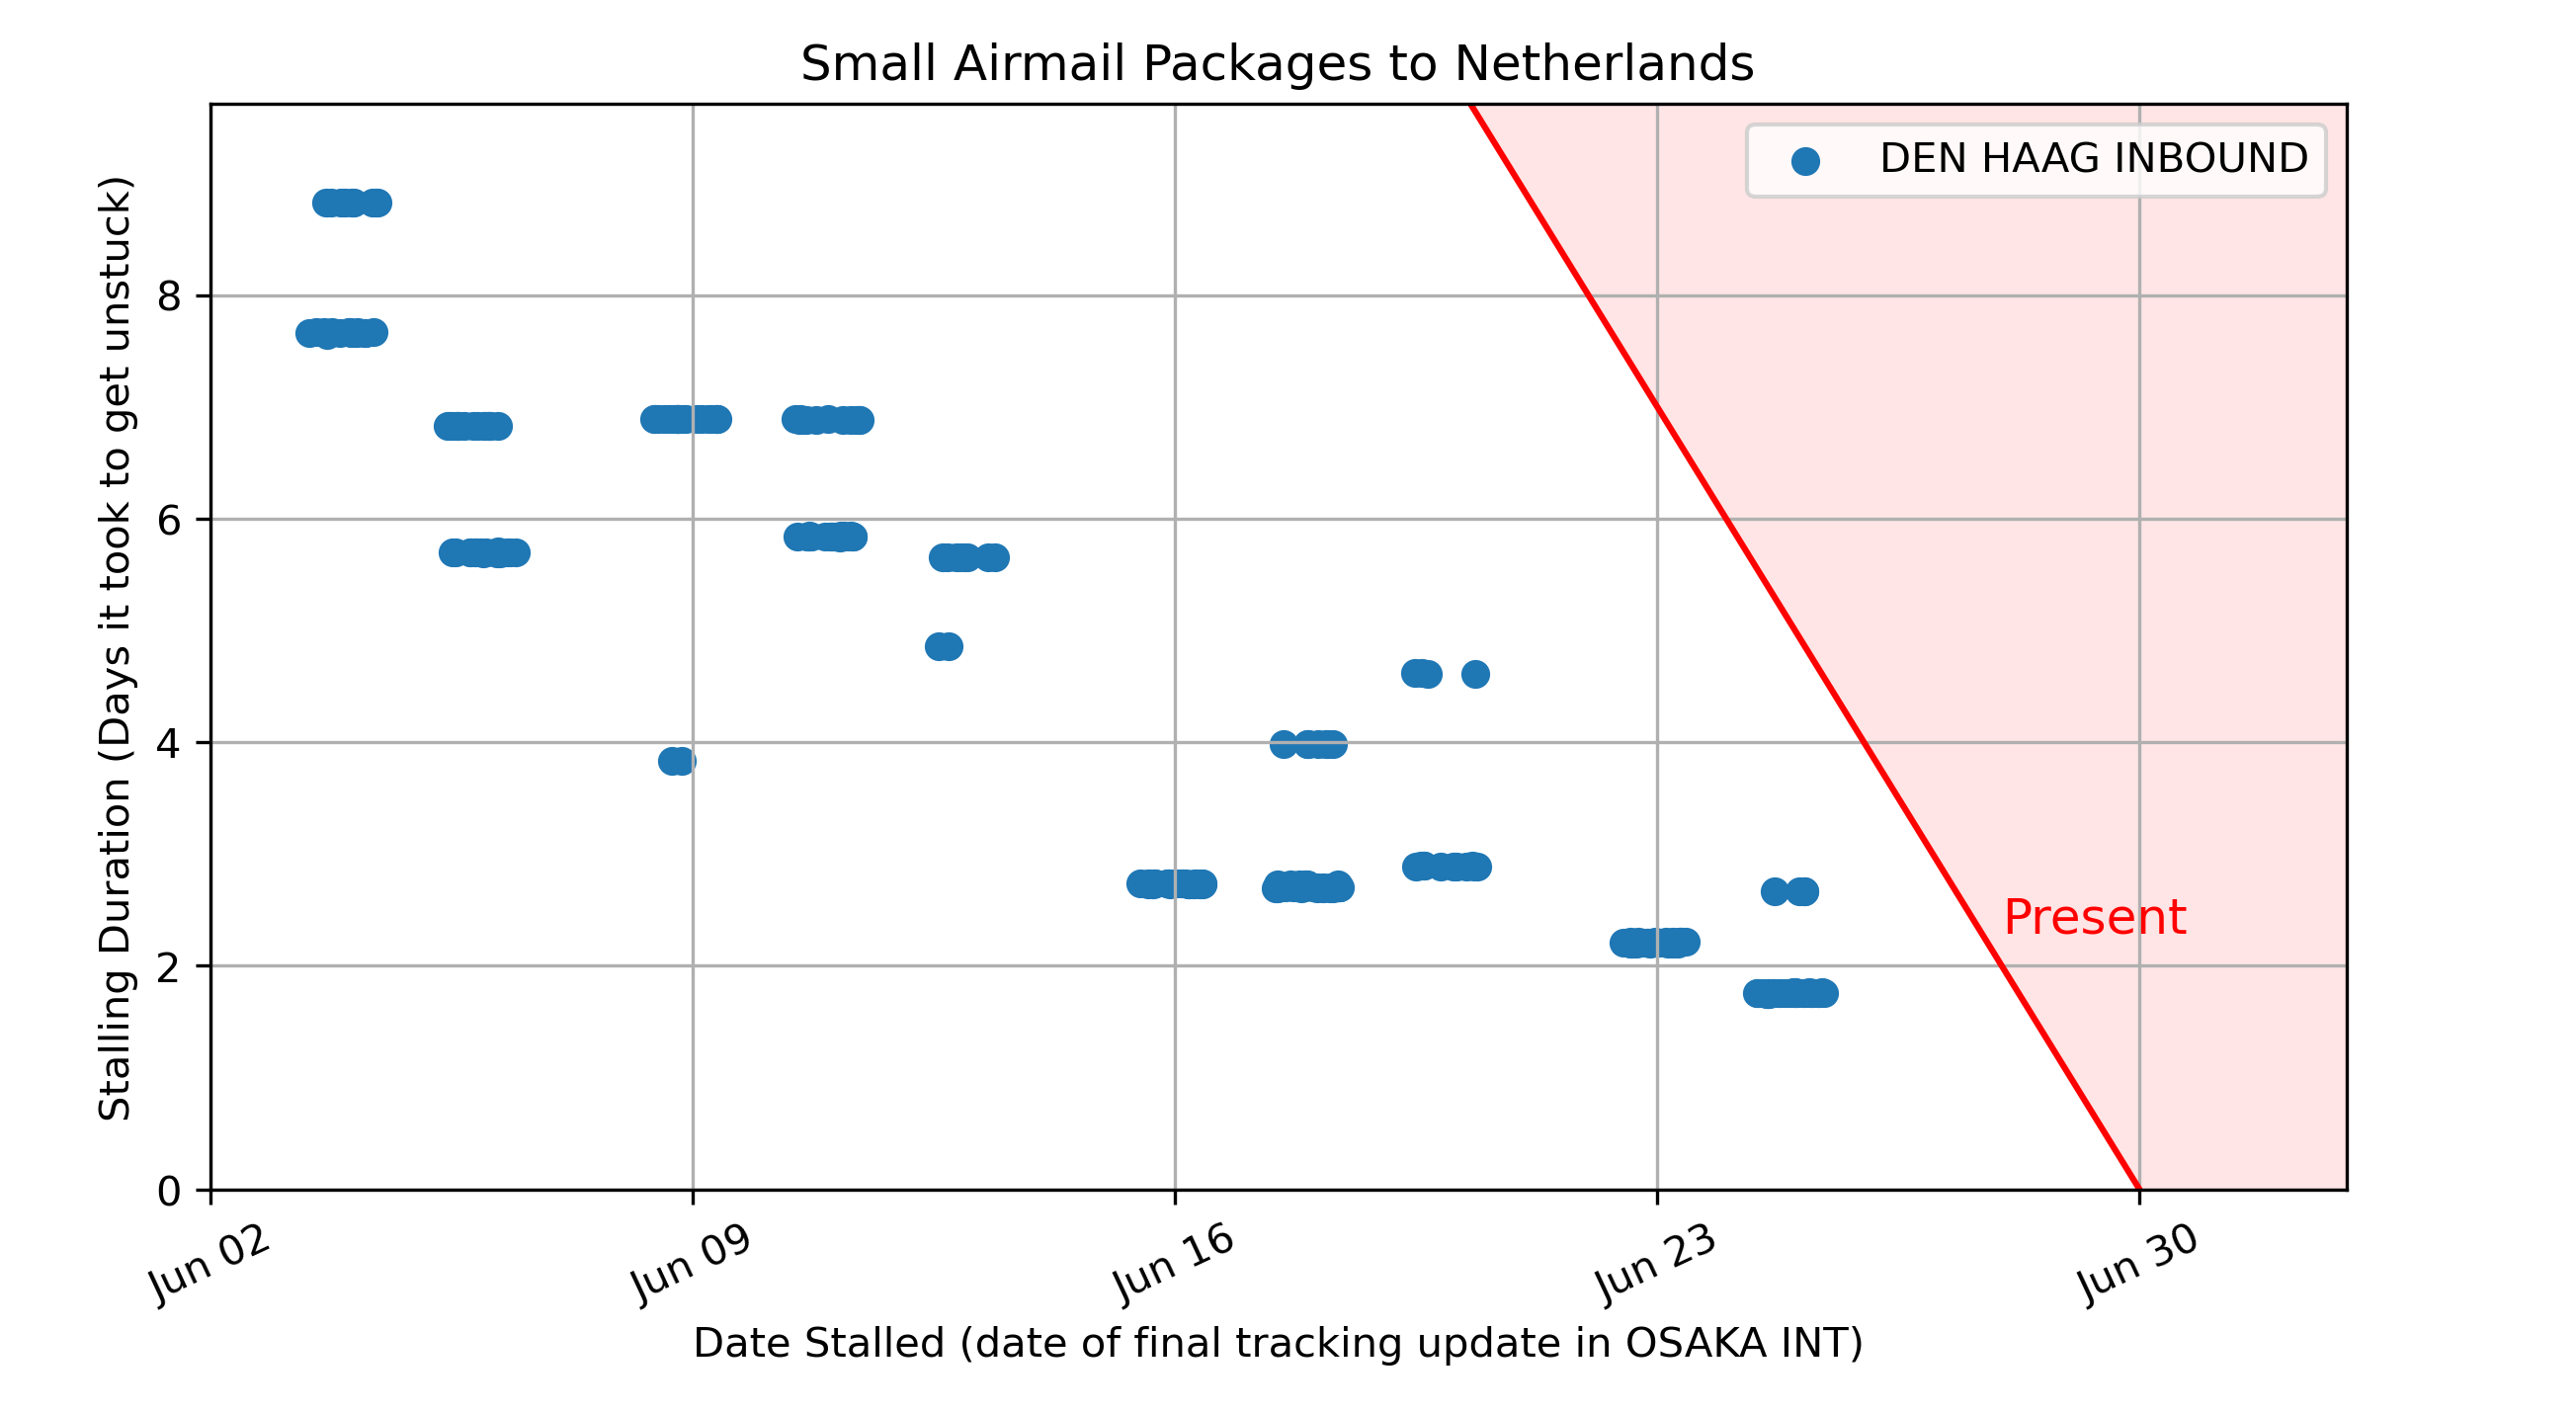 Small Airmail Packages to Netherlands
DEN HAAG INBOUND
Stalling Duration (Days it took to get unstuck)
8
6
4
2
0
Present
Jun 02
Jun 09
Jun 16
Jun 23
Jun 30
Date Stalled (date of final tracking update in OSAKA INT)